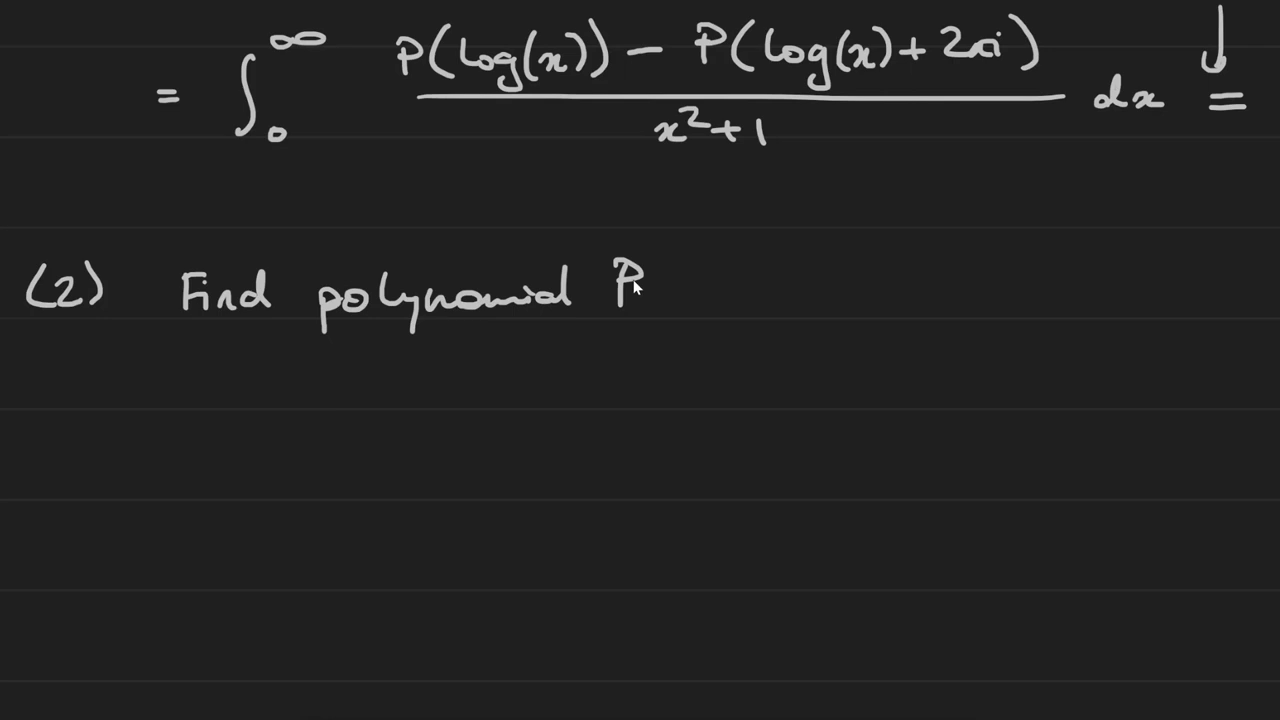 = ∫₀^∞ (P(log(x)) − P(log(x) + 2πi)) / (x² + 1) dx ↓ =
(2) Find polynomial P